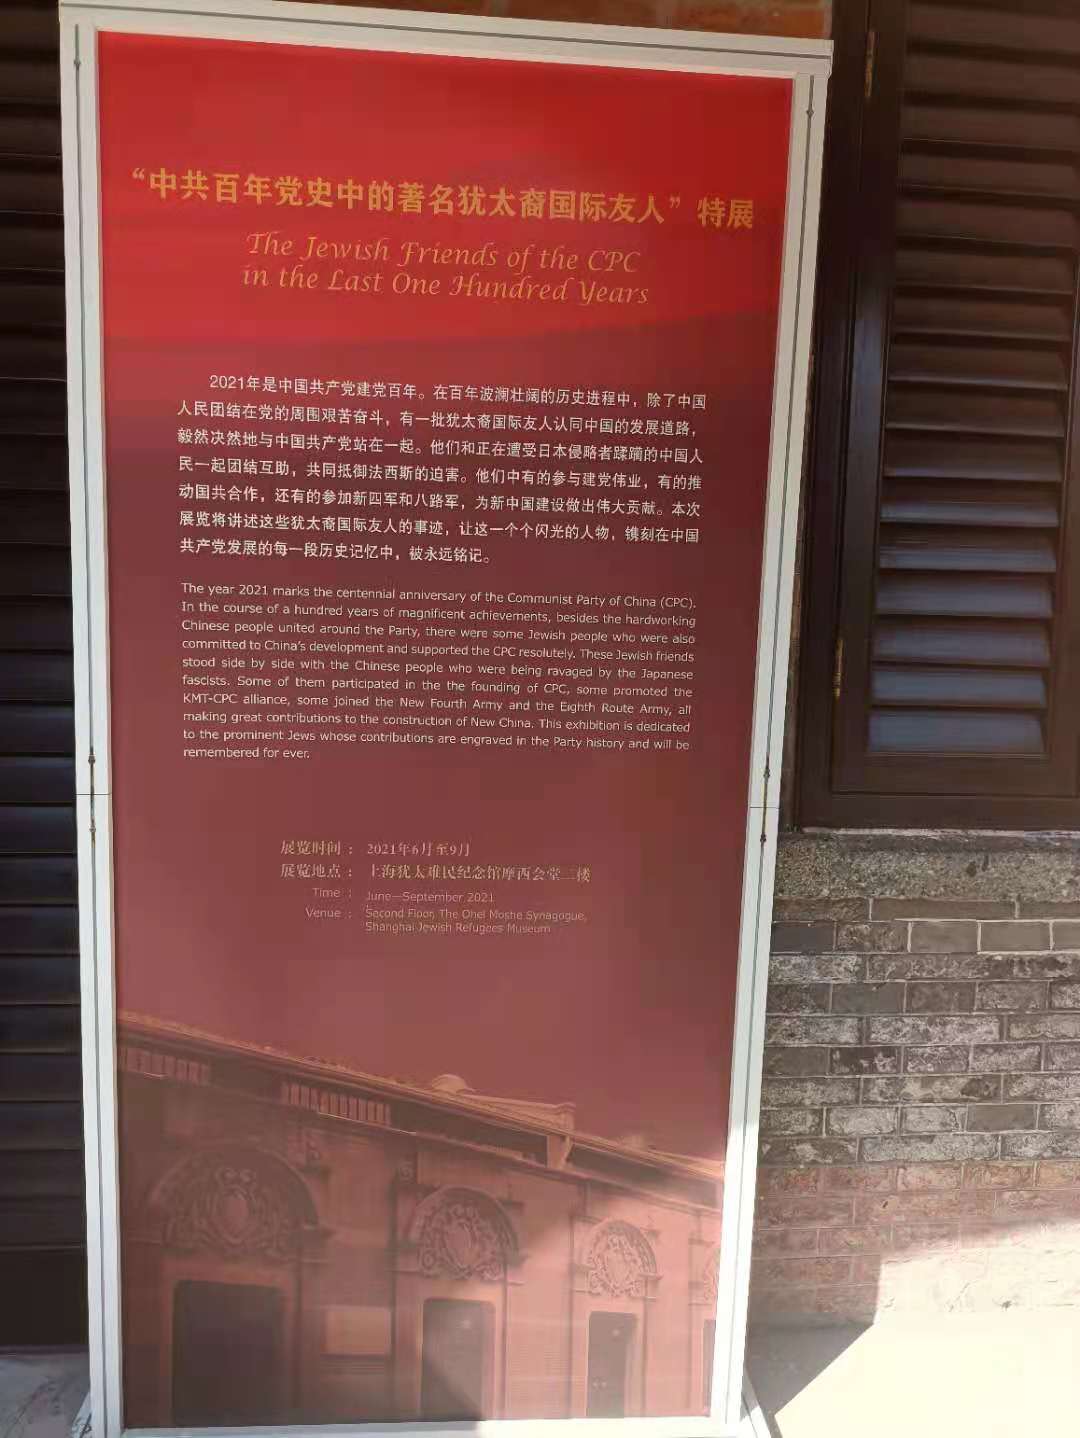 “中共百年党史中的著名犹太裔国际友人”特展
The Jewish Friends of the CPC
in the Last One Hundred Years
2021年是中国共产党建党百年。在百年波澜壮阔的历史进程中，除了中国
人民团结在党的周围艰苦奋斗，有一批犹太裔国际友人认同中国的发展道路，
毅然决然地与中国共产党站在一起。他们和正在遭受日本侵略者蹂躏的中国人
民一起团结互助，共同抵御法西斯的迫害。他们中有的参与建党伟业，有的推
动国共合作，还有的参加新四军和八路军，为新中国建设做出伟大贡献。本次
展览将讲述这些犹太裔国际友人的事迹，让这一个个闪光的人物，镌刻在中国
共产党发展的每一段历史记忆中，被永远铭记。
The year 2021 marks the centennial anniversary of the Communist Party of China (CPC).
In the course of a hundred years of magnificent achievements, besides the hardworking
Chinese people united around the Party, there were some Jewish people who were also
committed to China's development and supported the CPC resolutely. These Jewish friends
stood side by side with the Chinese people who were being ravaged by the Japanese
fascists. Some of them participated in the the founding of CPC, some promoted the
KMT-CPC alliance, some joined the New Fourth Army and the Eighth Route Army, all
making great contributions to the construction of New China. This exhibition is dedicated
to the prominent Jews whose contributions are engraved in the Party history and will be
remembered for ever.
展览时间：2021年6月至9月
展览地点：上海犹太难民纪念馆摩西会堂二楼
Time : June—September 2021
Venue : Second Floor, The Ohel Moshe Synagogue,
Shanghai Jewish Refugees Museum